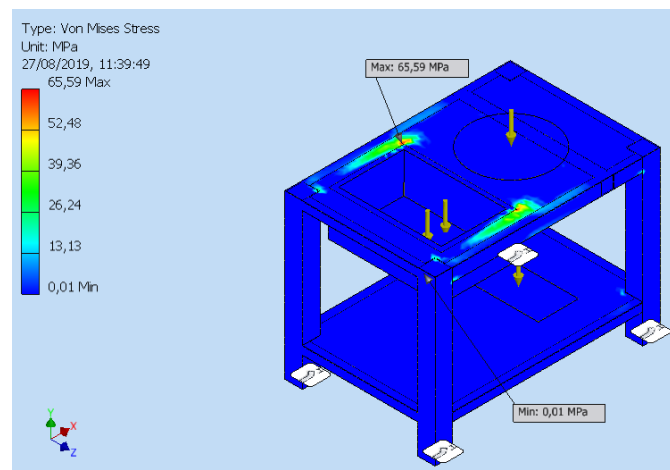 Type: Von Mises Stress
Unit: MPa
27/08/2019, 11:39:49
65,59 Max
52,48
39,36
26,24
13,13
0,01 Min
Max: 65,59 MPa
Min: 0,01 MPa
Y
X
Z